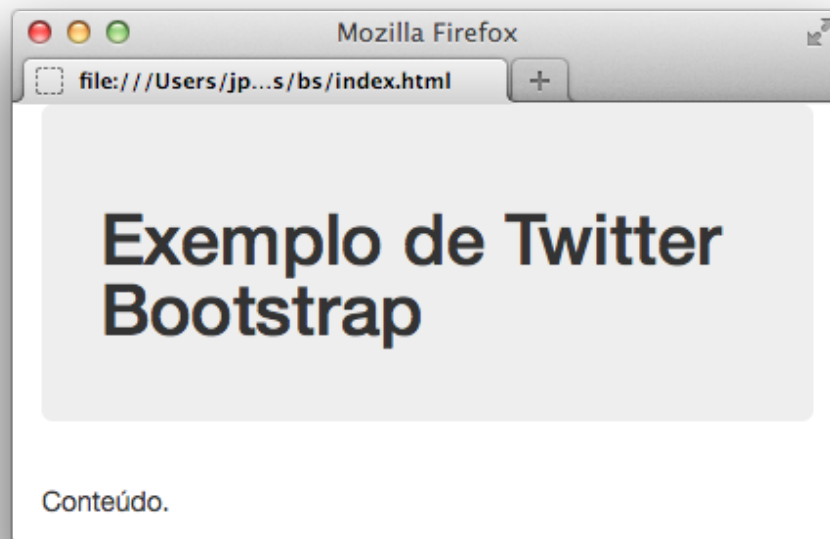 Mozilla Firefox
file:///Users/jp...s/bs/index.html
Exemplo de Twitter
Bootstrap
Conteúdo.